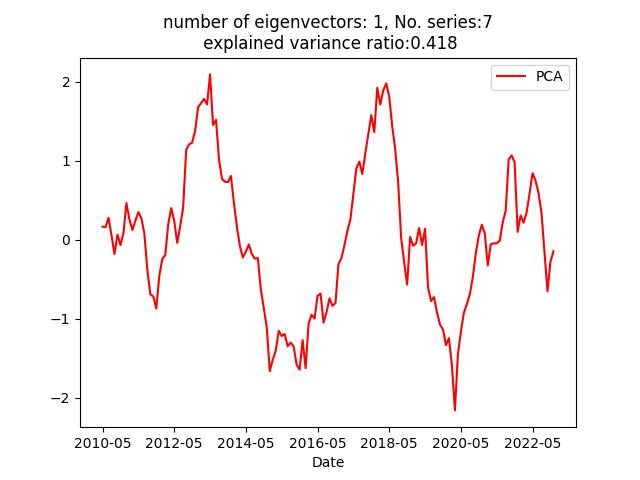 number of eigenvectors: 1, No. series:7
explained variance ratio:0.418
PCA
2
1
0
−1
−2
2010-05 2012-05 2014-05 2016-05 2018-05 2020-05 2022-05
Date